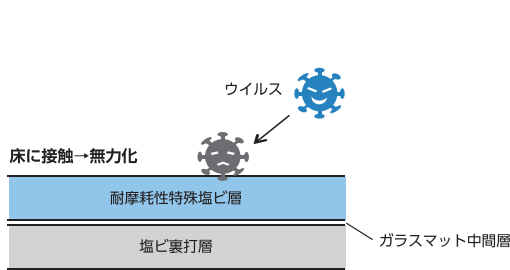 ウイルス
床に接触→無力化
耐摩耗性特殊塩ビ層
ガラスマット中間層
塩ビ裏打層